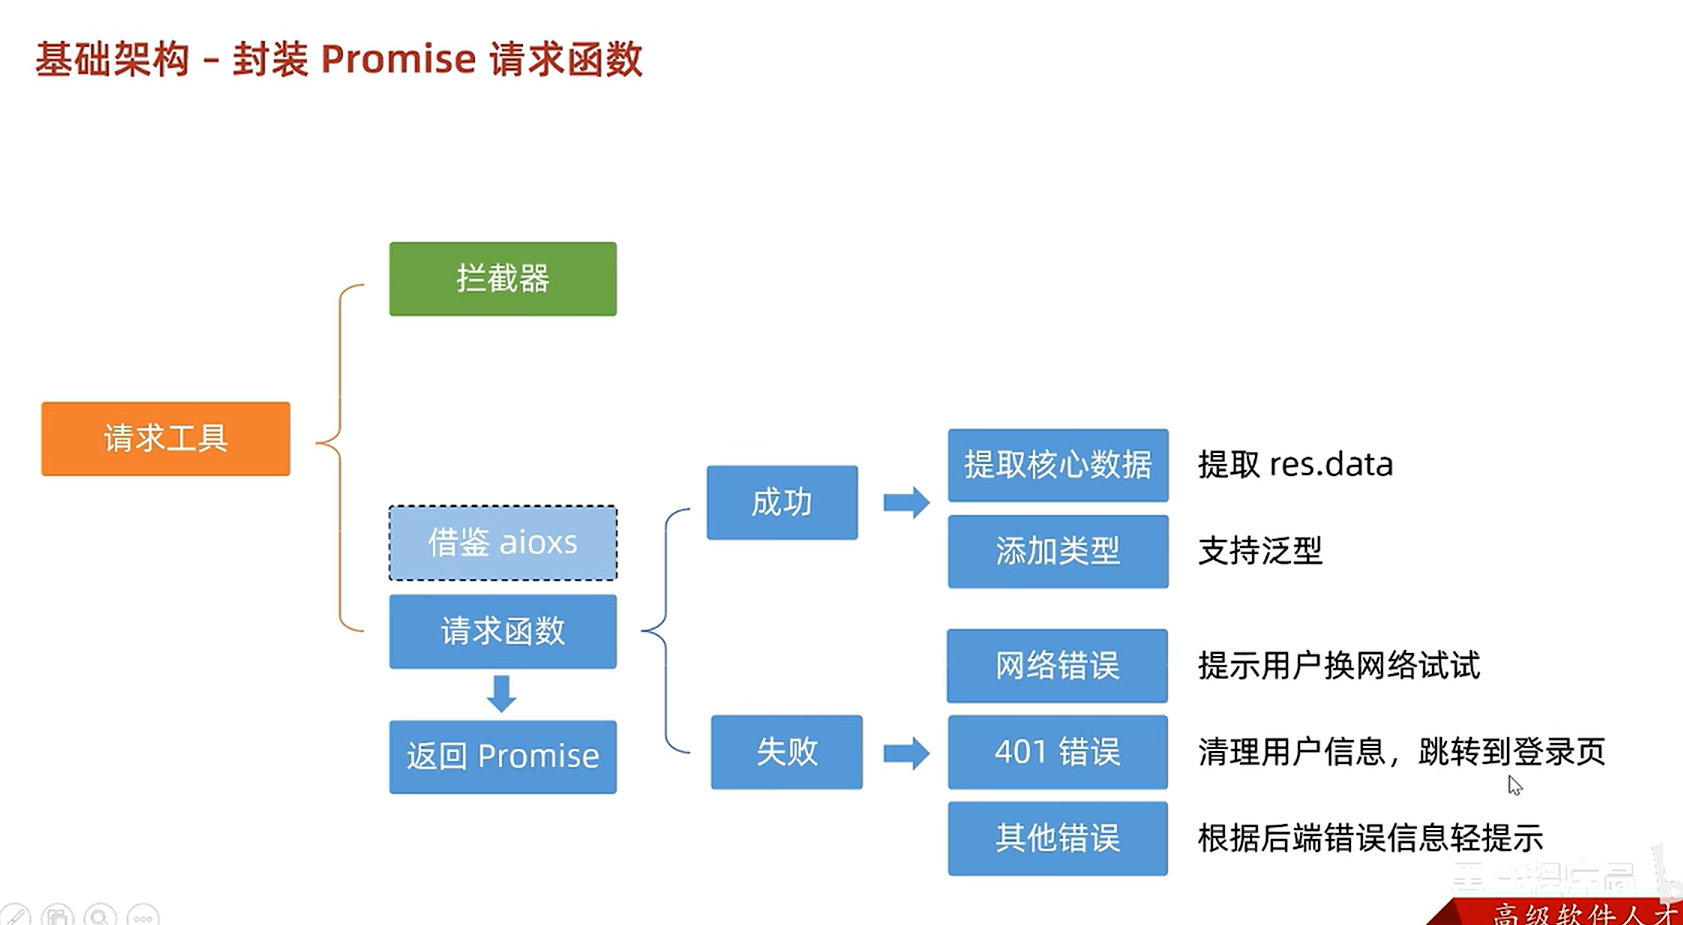 基础架构 – 封装 Promise 请求函数
拦截器
请求工具
借鉴 aioxs
请求函数
返回 Promise
成功
提取核心数据
提取 res.data
添加类型
支持泛型
失败
网络错误
提示用户换网络试试
401 错误
清理用户信息，跳转到登录页
其他错误
根据后端错误信息轻提示
高级软件人才